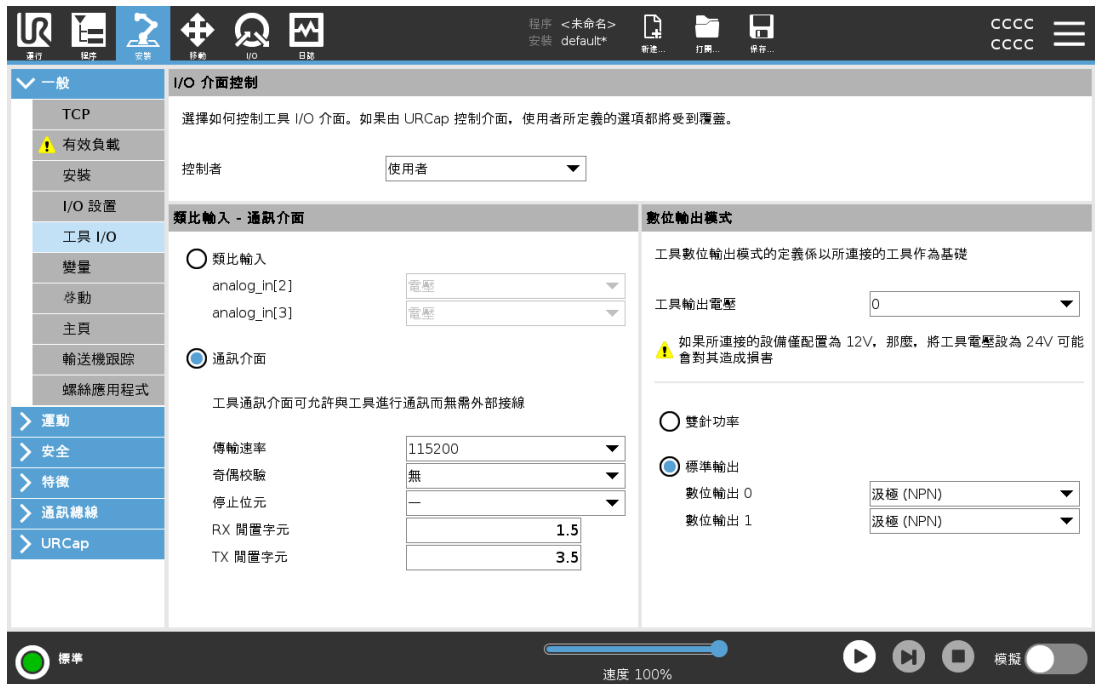 UR
運行
程序
安裝
移動
I/O
日誌
程序 <未命名>
安裝 default*
新建...
打開...
保存...
cccc
cccc
一般
TCP
有效負載
安裝
I/O 設置
工具 I/O
變量
啓動
主頁
輸送機跟踪
螺絲應用程式
運動
安全
特徵
通訊總線
URCap
I/O 介面控制
選擇如何控制工具 I/O 介面。如果由 URCap 控制介面，使用者所定義的選項都將受到覆蓋。
控制者 使用者
類比輸入 - 通訊介面
類比輸入
analog_in[2] 電壓
analog_in[3] 電壓
通訊介面
工具通訊介面可允許與工具進行通訊而無需外部接線
傳輸速率 115200
奇偶校驗 無
停止位元 一
RX 閒置字元 1.5
TX 閒置字元 3.5
數位輸出模式
工具數位輸出模式的定義係以所連接的工具作為基礎
工具輸出電壓 0
如果所連接的設備僅配置為 12V，那麼，將工具電壓設為 24V 可能
會對其造成損害
雙針功率
標準輸出
數位輸出 0 汲極 (NPN)
數位輸出 1 汲極 (NPN)
標準
速度 100%
模擬